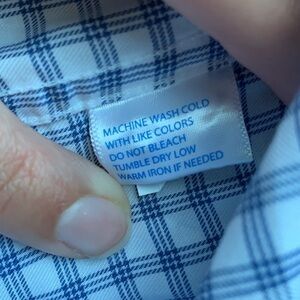 MACHINE WASH COLD
WITH LIKE COLORS
DO NOT BLEACH
TUMBLE DRY LOW
WARM IRON IF NEEDED